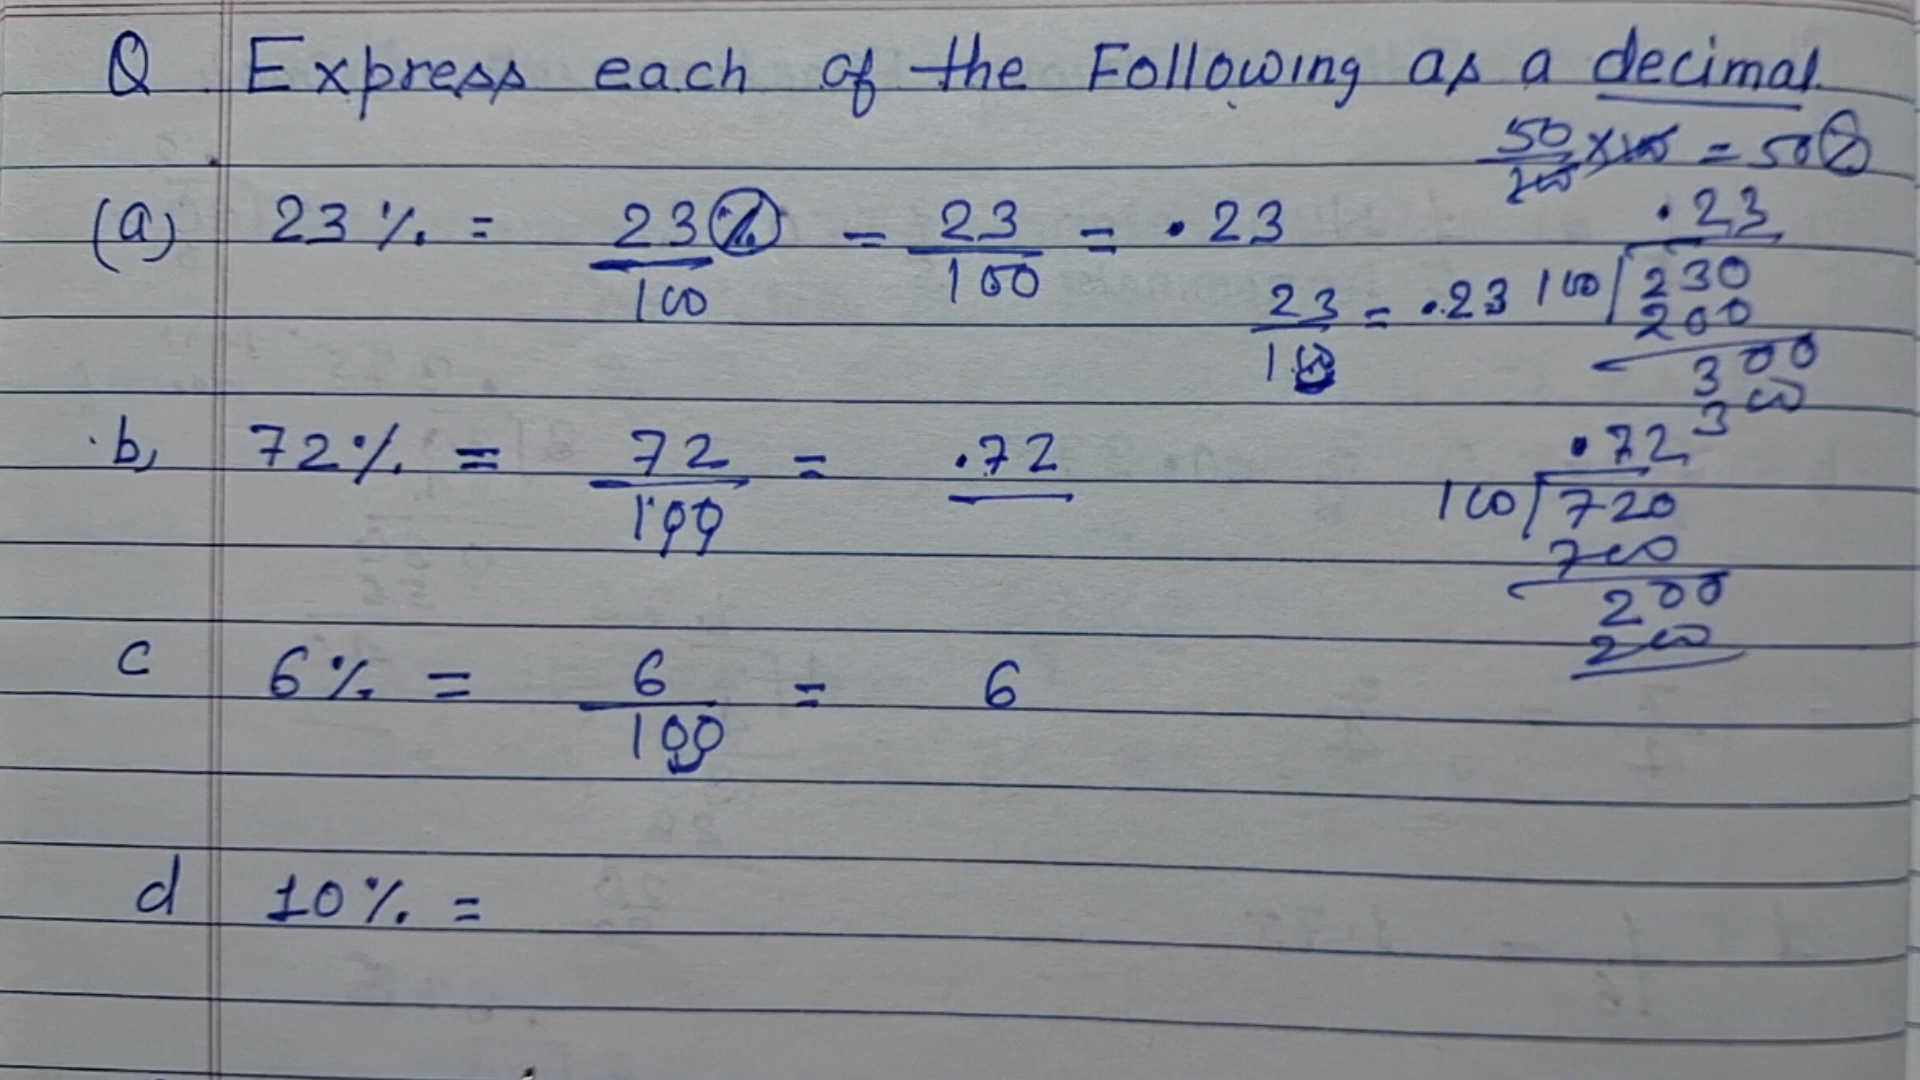 Q Express each of the Following as a decimal
50/100 × 100 = 50%
(a) 23% = 23%/100 = 23/100 = .23
23/100 = .23
.23
100 230
200
300
300
b, 72% = 72/100 = .72
.72
100 720
700
200
200
c 6% = 6/100 = 6
d 10% =